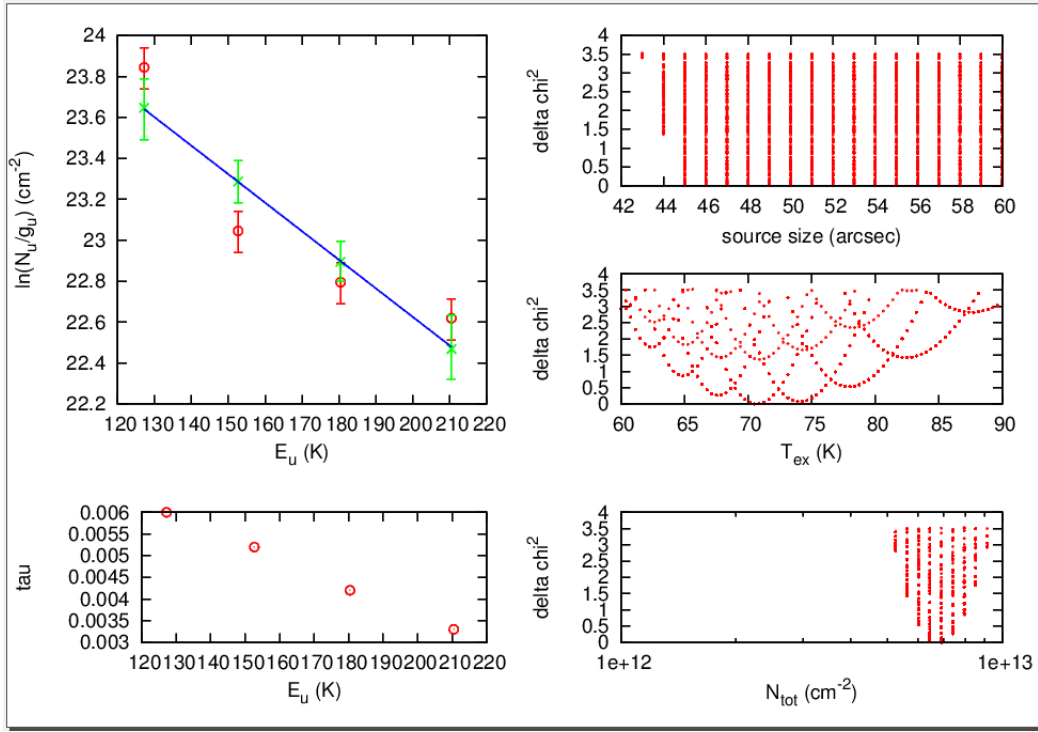 24
23.8
23.6
23.4
23.2
23
22.8
22.6
22.4
22.2
120 130 140 150 160 170 180 190 200 210 220
ln(N_u/g_u) (cm^-2)
E_u (K)
4
3.5
3
2.5
2
1.5
1
0.5
0
42 44 46 48 50 52 54 56 58 60
delta chi^2
source size (arcsec)
4
3.5
3
2.5
2
1.5
1
0.5
0
60 65 70 75 80 85 90
delta chi^2
T_ex (K)
0.006
0.0055
0.005
0.0045
0.004
0.0035
0.003
120 130 140 150 160 170 180 190 200 210 220
tau
E_u (K)
4
3.5
3
2.5
2
1.5
1
0.5
0
1e+12 1e+13
delta chi^2
N_tot (cm^-2)